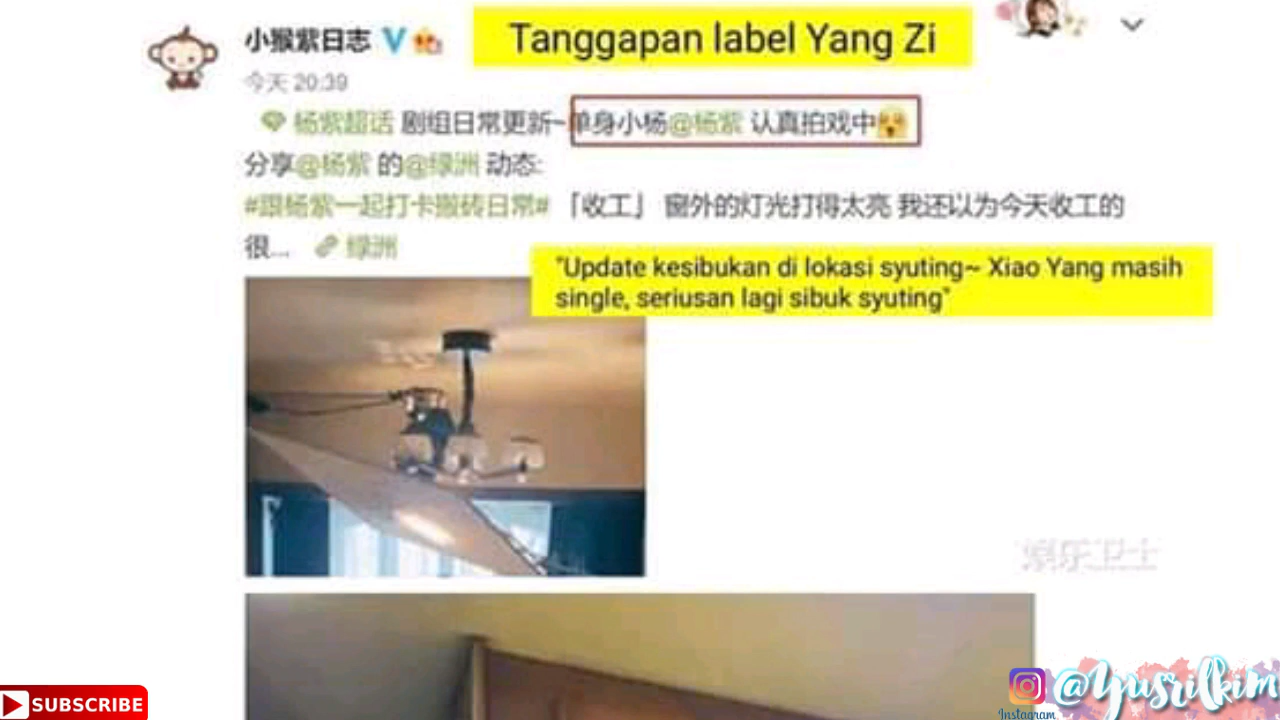 小猴紫日志
Tanggapan label Yang Zi
今天 20:39
杨紫超话 剧组日常更新~单身小杨@杨紫 认真拍戏中
分享@杨紫 的@绿洲 动态:
#跟杨紫一起打卡搬砖日常# 「收工」 窗外的灯光打得太亮 我还以为今天收工的
很... 绿洲
"Update kesibukan di lokasi syuting~ Xiao Yang masih
single, seriusan lagi sibuk syuting"
娱乐卫士
SUBSCRIBE
Instagram
@Yusrilkim